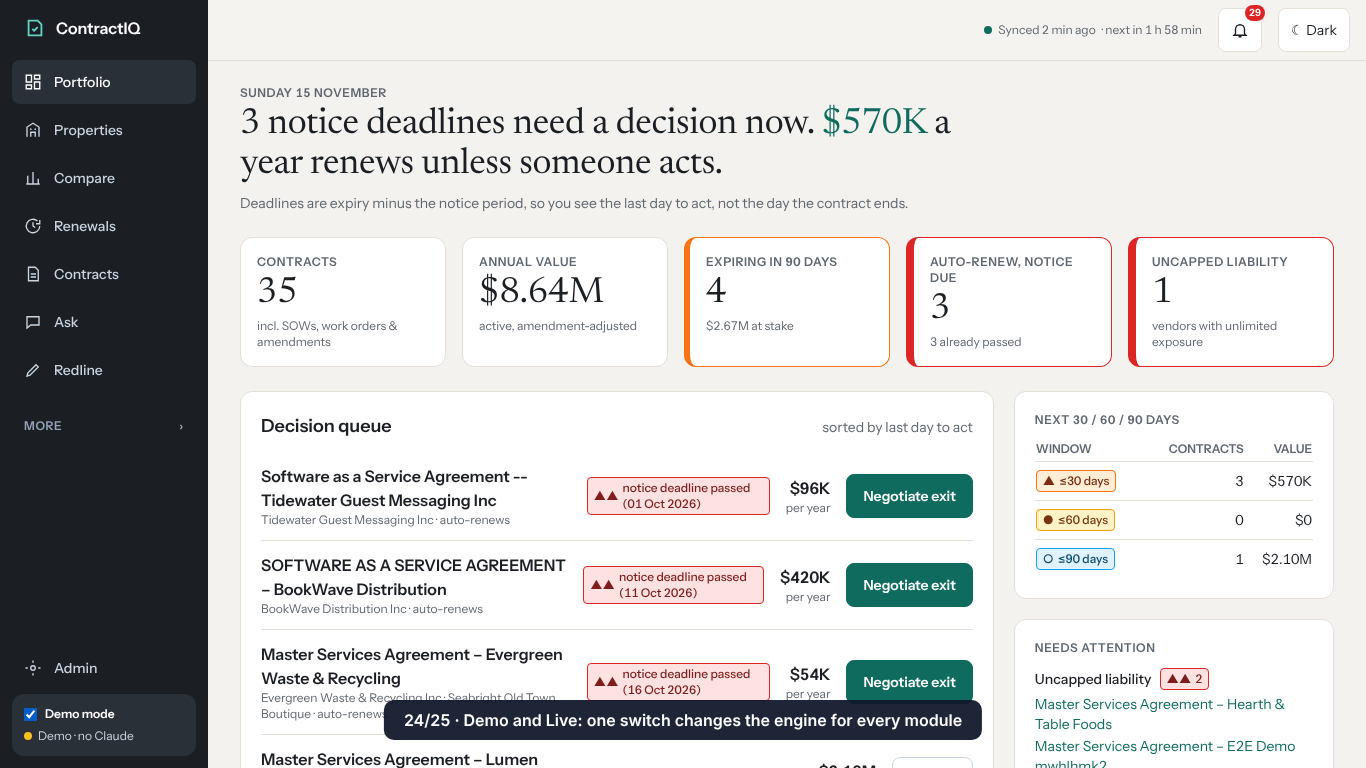 ContractIQ
Portfolio
Properties
Compare
Renewals
Contracts
Ask
Redline
MORE ›
Admin
Demo mode
Demo · no Claude
Synced 2 min ago · next in 1 h 58 min
29
☾ Dark
SUNDAY 15 NOVEMBER
3 notice deadlines need a decision now. $570K a
year renews unless someone acts.
Deadlines are expiry minus the notice period, so you see the last day to act, not the day the contract ends.
CONTRACTS
35
incl. SOWs, work orders &
amendments
ANNUAL VALUE
$8.64M
active, amendment-adjusted
EXPIRING IN 90 DAYS
4
$2.67M at stake
AUTO-RENEW, NOTICE
DUE
3
3 already passed
UNCAPPED LIABILITY
1
vendors with unlimited
exposure
Decision queue
sorted by last day to act
Software as a Service Agreement --
Tidewater Guest Messaging Inc
Tidewater Guest Messaging Inc · auto-renews
▲▲ notice deadline passed
(01 Oct 2026)
$96K
per year
Negotiate exit
SOFTWARE AS A SERVICE AGREEMENT
– BookWave Distribution
BookWave Distribution Inc · auto-renews
▲▲ notice deadline passed
(11 Oct 2026)
$420K
per year
Negotiate exit
Master Services Agreement – Evergreen
Waste & Recycling
Evergreen Waste & Recycling Inc · Seabright Old Town
Boutique · auto-renews
▲▲ notice deadline passed
(16 Oct 2026)
$54K
per year
Negotiate exit
24/25 · Demo and Live: one switch changes the engine for every module
Master Services Agreement – Lumen
$2.10M
NEXT 30 / 60 / 90 DAYS
WINDOW CONTRACTS VALUE
▲ ≤30 days 3 $570K
● ≤60 days 0 $0
○ ≤90 days 1 $2.10M
NEEDS ATTENTION
Uncapped liability ▲▲ 2
Master Services Agreement – Hearth &
Table Foods
Master Services Agreement – E2E Demo
mwhlhmk2